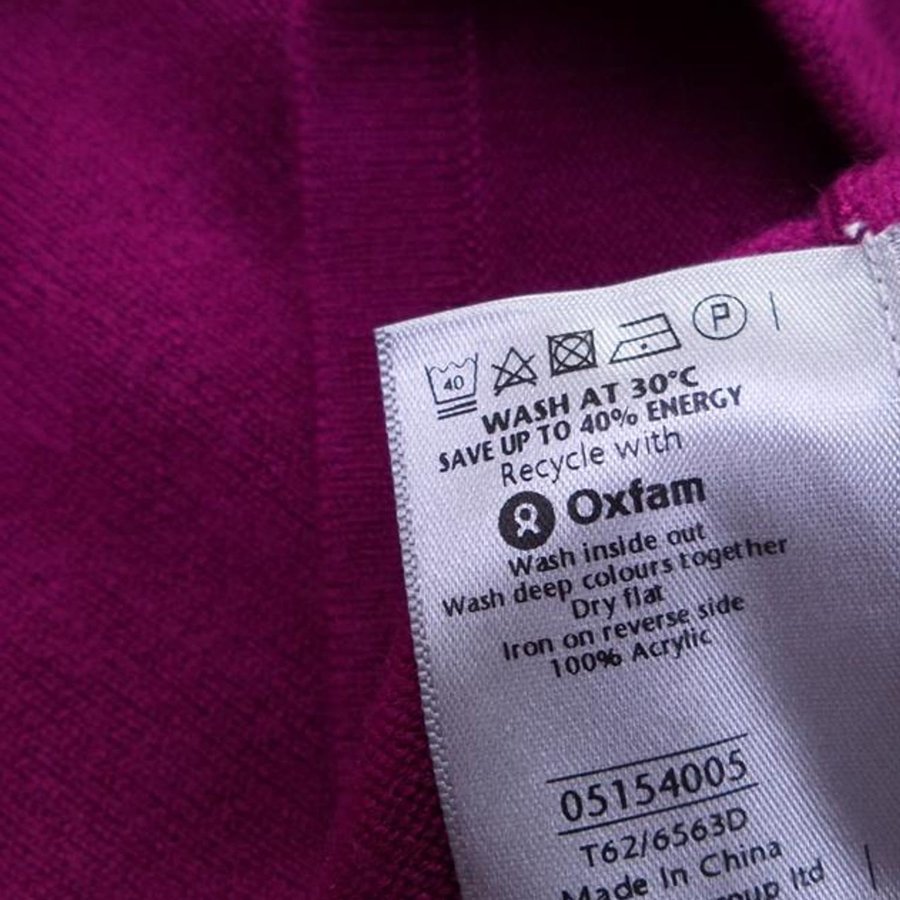 40 P
WASH AT 30°C
SAVE UP TO 40% ENERGY
Recycle with
Oxfam
Wash inside out
Wash deep colours together
Dry flat
Iron on reverse side
100% Acrylic
05154005
T62/6563D
Made In China
ltd